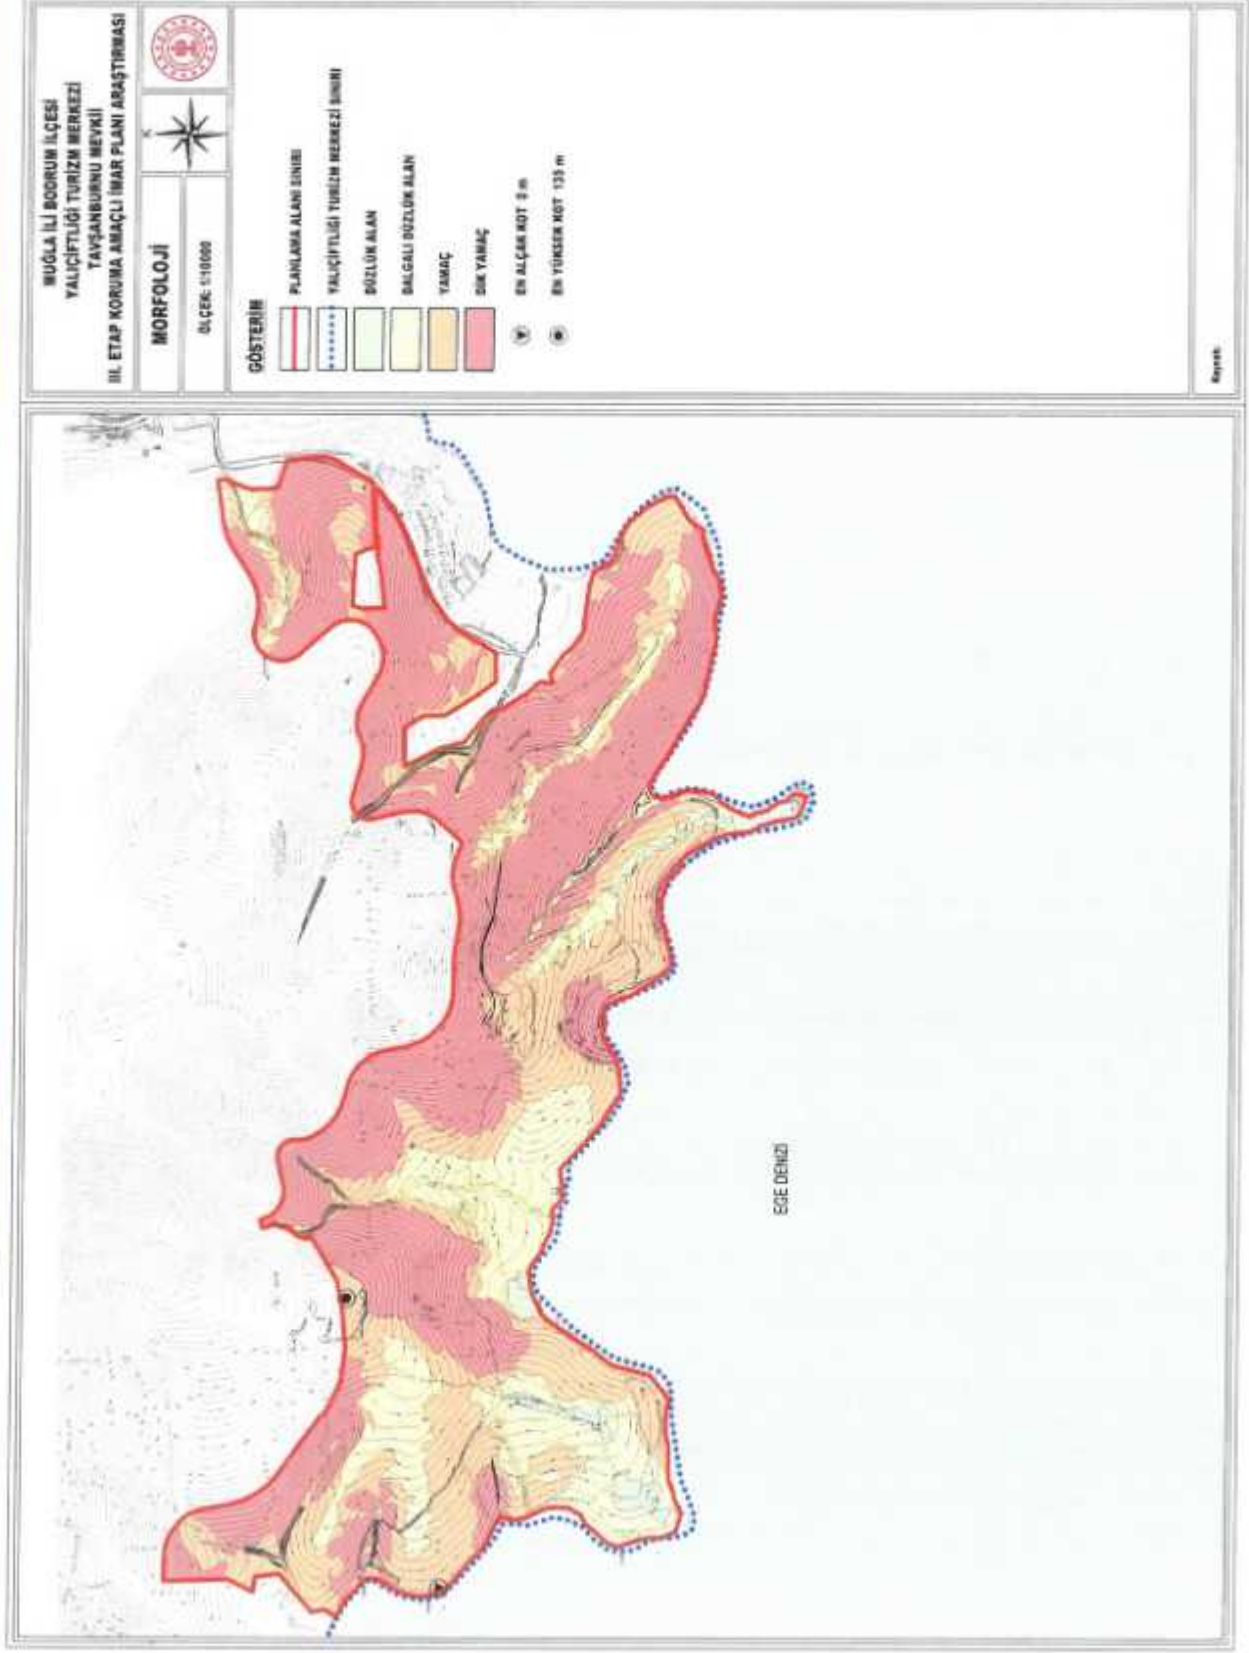 MUĞLA İLİ BODRUM İLÇESİ
YALIÇİFTLİĞİ TURİZM MERKEZİ
TAVŞANBURNU MEVKİİ
III. ETAP KORUMA AMAÇLI İMAR PLANI ARAŞTIRMASI
MORFOLOJİ
ÖLÇEK: 1/10000
K
GÖSTERİM
PLANLAMA ALANI SINIRI
YALIÇİFTLİĞİ TURİZM MERKEZİ SINIRI
DÜZLÜK ALAN
DALGALI DÜZLÜK ALAN
YAMAÇ
DİK YAMAÇ
EN ALÇAK KOT 0 m
EN YÜKSEK KOT 135 m
Kaynak:
EGE DENİZİ